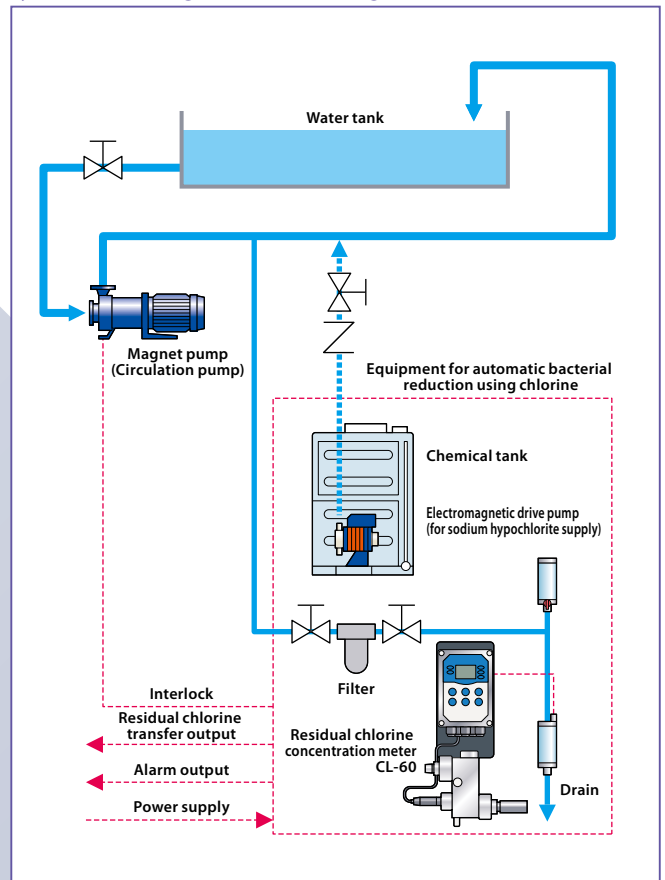 Water tank
Magnet pump
(Circulation pump)
Equipment for automatic bacterial
reduction using chlorine
Chemical tank
Electromagnetic drive pump
(for sodium hypochlorite supply)
Filter
Interlock
Residual chlorine
transfer output
Alarm output
Power supply
Residual chlorine
concentration meter
CL-60
Drain